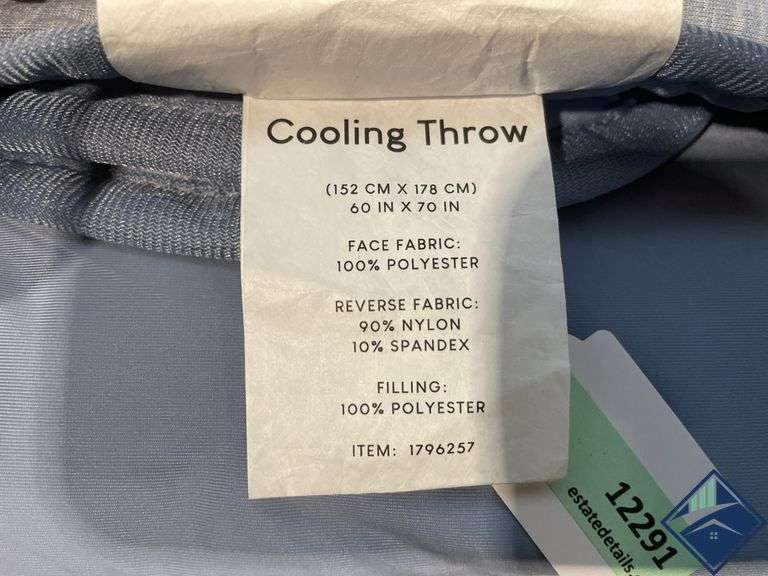 Cooling Throw
(152 CM X 178 CM)
60 IN X 70 IN
FACE FABRIC:
100% POLYESTER
REVERSE FABRIC:
90% NYLON
10% SPANDEX
FILLING:
100% POLYESTER
ITEM: 1796257
12291
estatedetails.